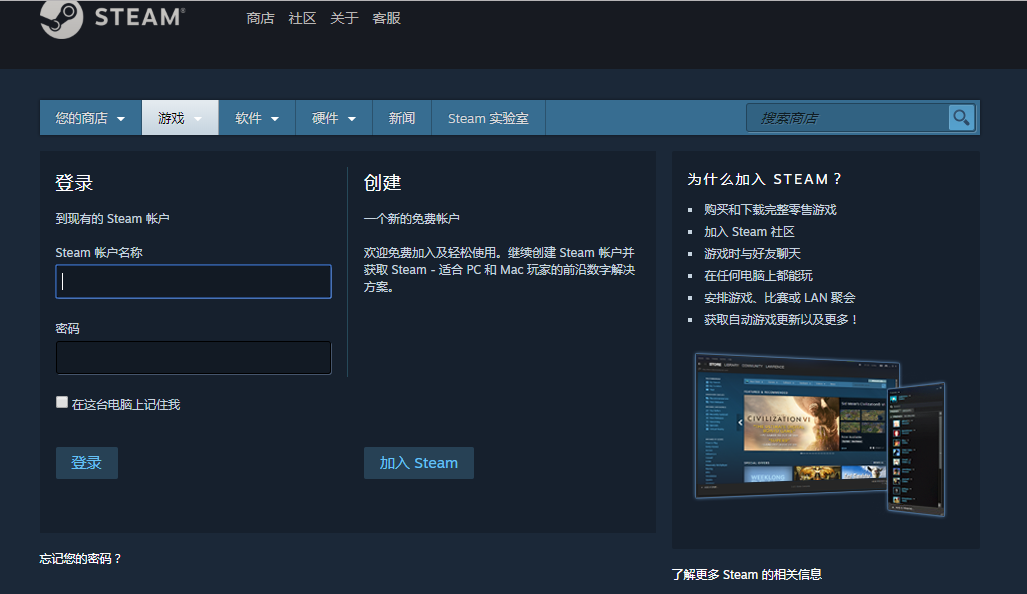 STEAM®
商店 社区 关于 客服
您的商店 游戏 软件 硬件 新闻 Steam 实验室 搜索商店
登录
到现有的 Steam 帐户
Steam 帐户名称
密码
在这台电脑上记住我
登录
创建
一个新的免费帐户
欢迎免费加入及轻松使用。继续创建 Steam 帐户并
获取 Steam - 适合 PC 和 Mac 玩家的前沿数字解决
方案。
加入 Steam
为什么加入 STEAM？
购买和下载完整零售游戏
加入 Steam 社区
游戏时与好友聊天
在任何电脑上都能玩
安排游戏、比赛或 LAN 聚会
获取自动游戏更新以及更多！
STORE LIBRARY COMMUNITY
CIVILIZATION VI
SPECIAL OFFERS
忘记您的密码？
了解更多 Steam 的相关信息